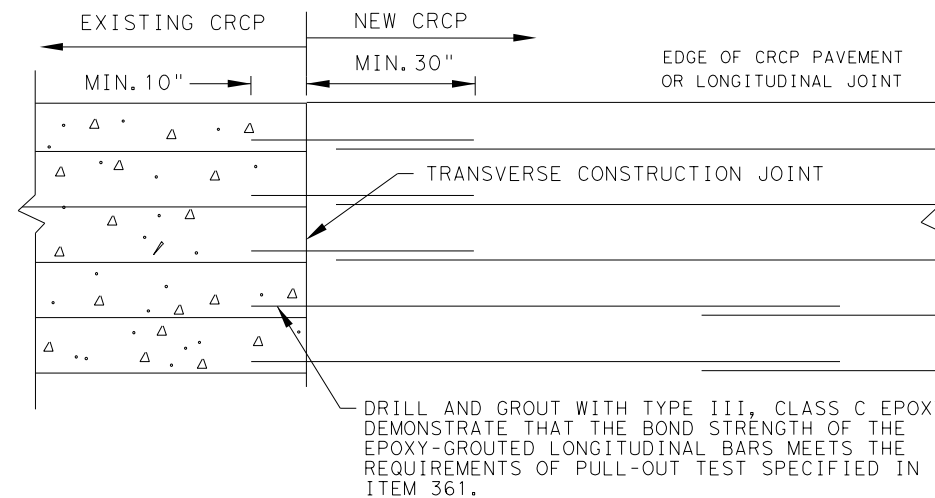 EXISTING CRCP
NEW CRCP
MIN. 10"
MIN. 30"
EDGE OF CRCP PAVEMENT
OR LONGITUDINAL JOINT
TRANSVERSE CONSTRUCTION JOINT
DRILL AND GROUT WITH TYPE III, CLASS C EPOX
DEMONSTRATE THAT THE BOND STRENGTH OF THE
EPOXY-GROUTED LONGITUDINAL BARS MEETS THE
REQUIREMENTS OF PULL-OUT TEST SPECIFIED IN
ITEM 361.